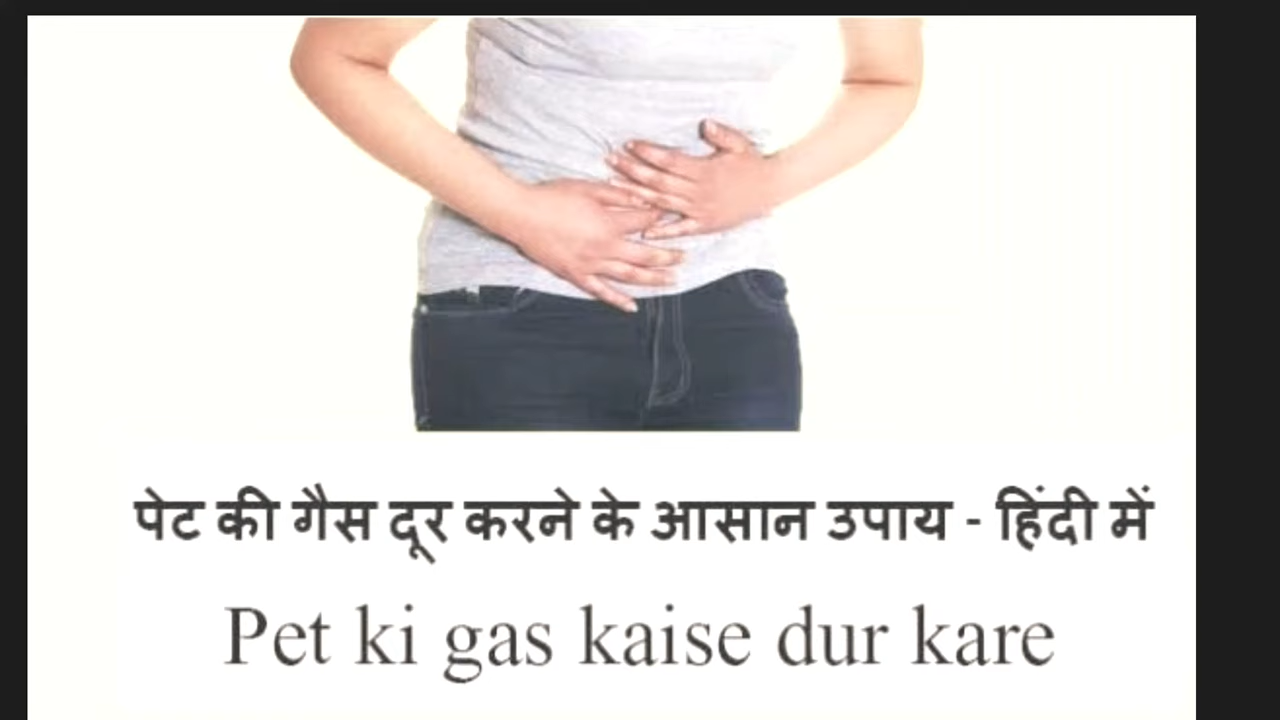 पेट की गैस दूर करने के आसान उपाय - हिंदी में
Pet ki gas kaise dur kare